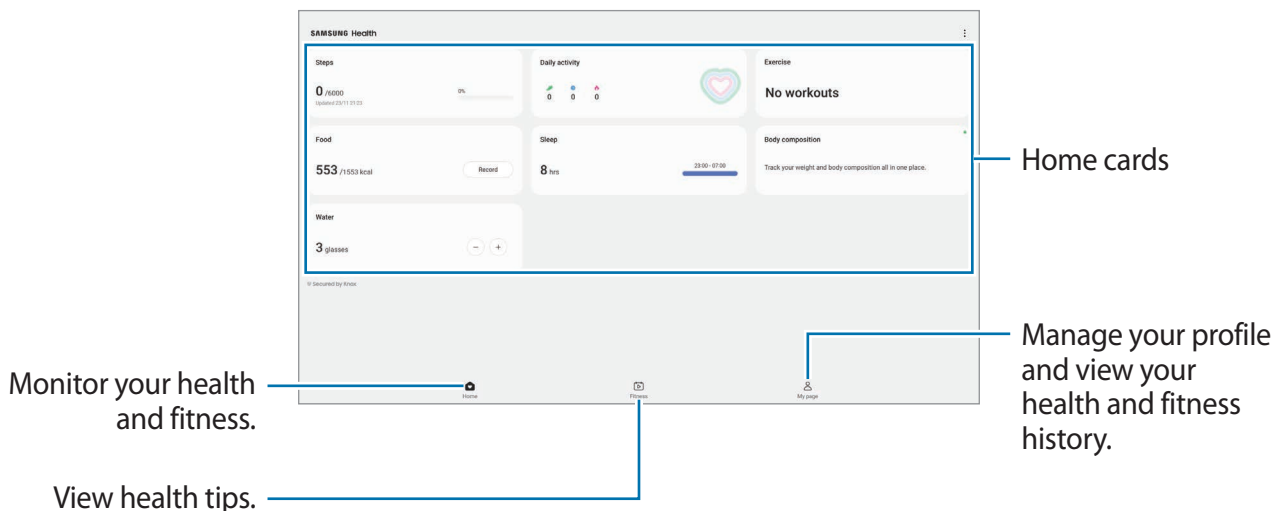 SAMSUNG Health
Steps
0 /6000
Updated 23/11 21:23
0%
Daily activity
0 0 0
Exercise
No workouts
Food
553 /1553 kcal
Record
Sleep
8 hrs
23:00 - 07:00
Body composition
Track your weight and body composition all in one place.
Water
3 glasses
Secured by Knox
Home
Fitness
My page
Home cards
Manage your profile
and view your
health and fitness
history.
Monitor your health
and fitness.
View health tips.